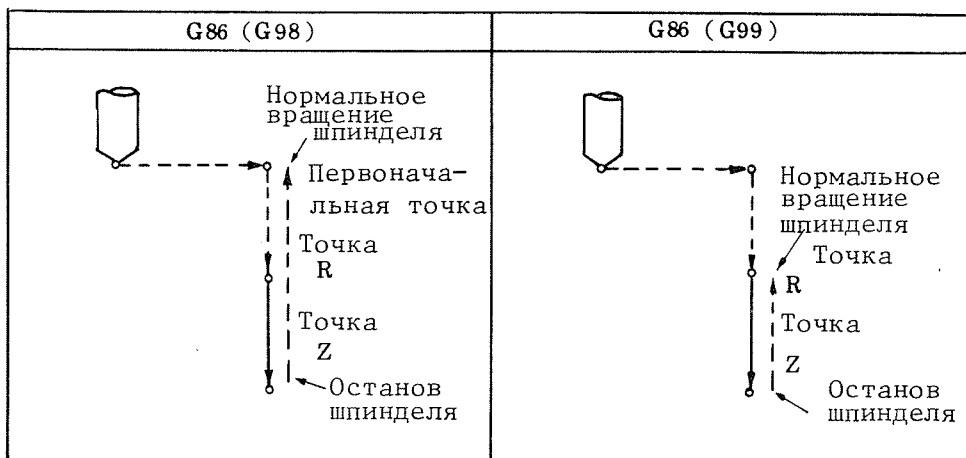 G86 (G98)
G86 (G99)
Нормальное
вращение
шпинделя
Первонача-
льная точка
Точка
R
Точка
Z
Останов
шпинделя
Нормальное
вращение
шпинделя
Точка
R
Точка
Z
Останов
шпинделя